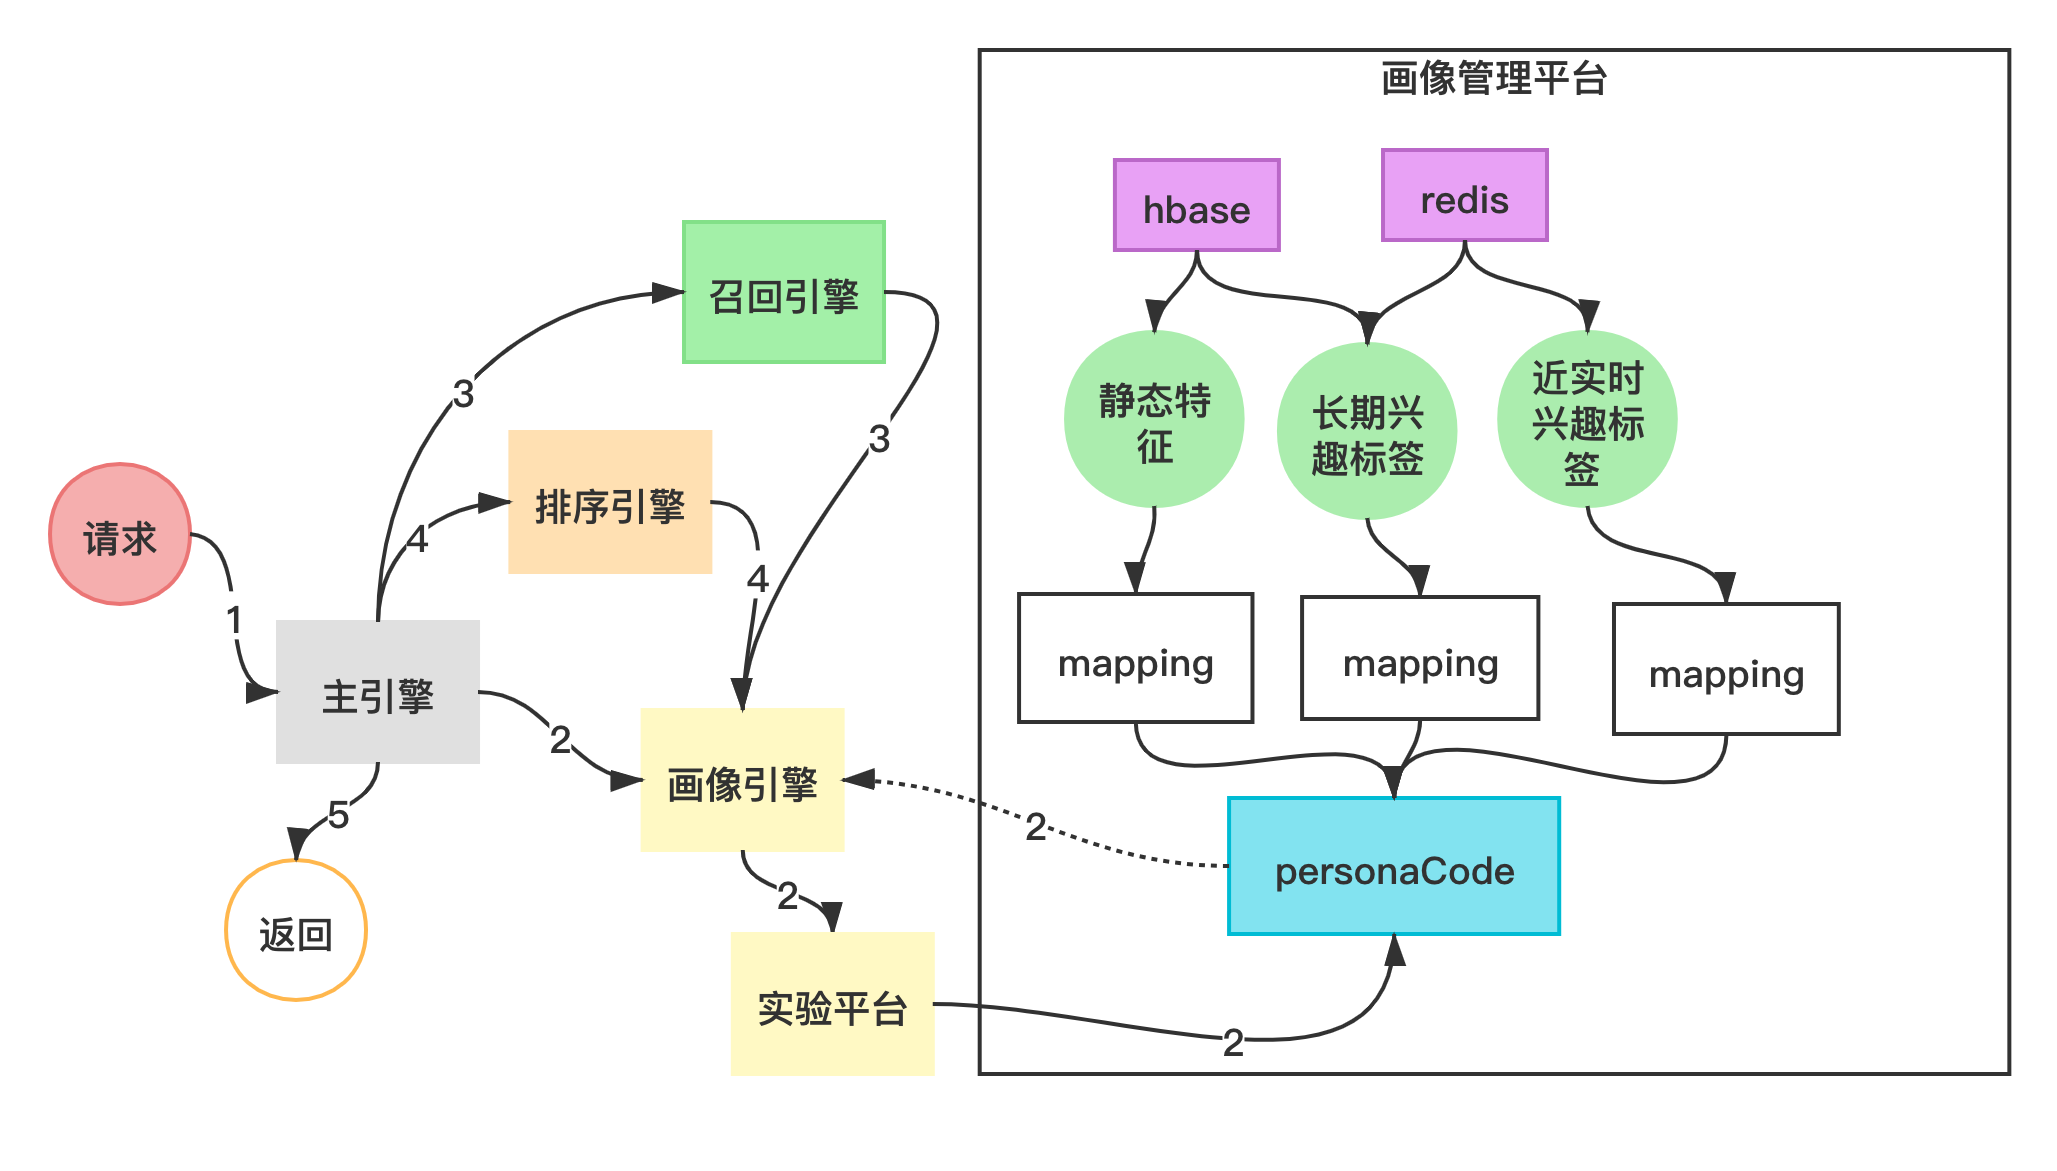 画像管理平台
hbase
redis
召回引擎
静态特
征
长期兴
趣标签
近实时
兴趣标
签
3
3
排序引擎
请求
4
4
1
主引擎
mapping
mapping
mapping
2
画像引擎
5
2
2
personaCode
返回
实验平台
2